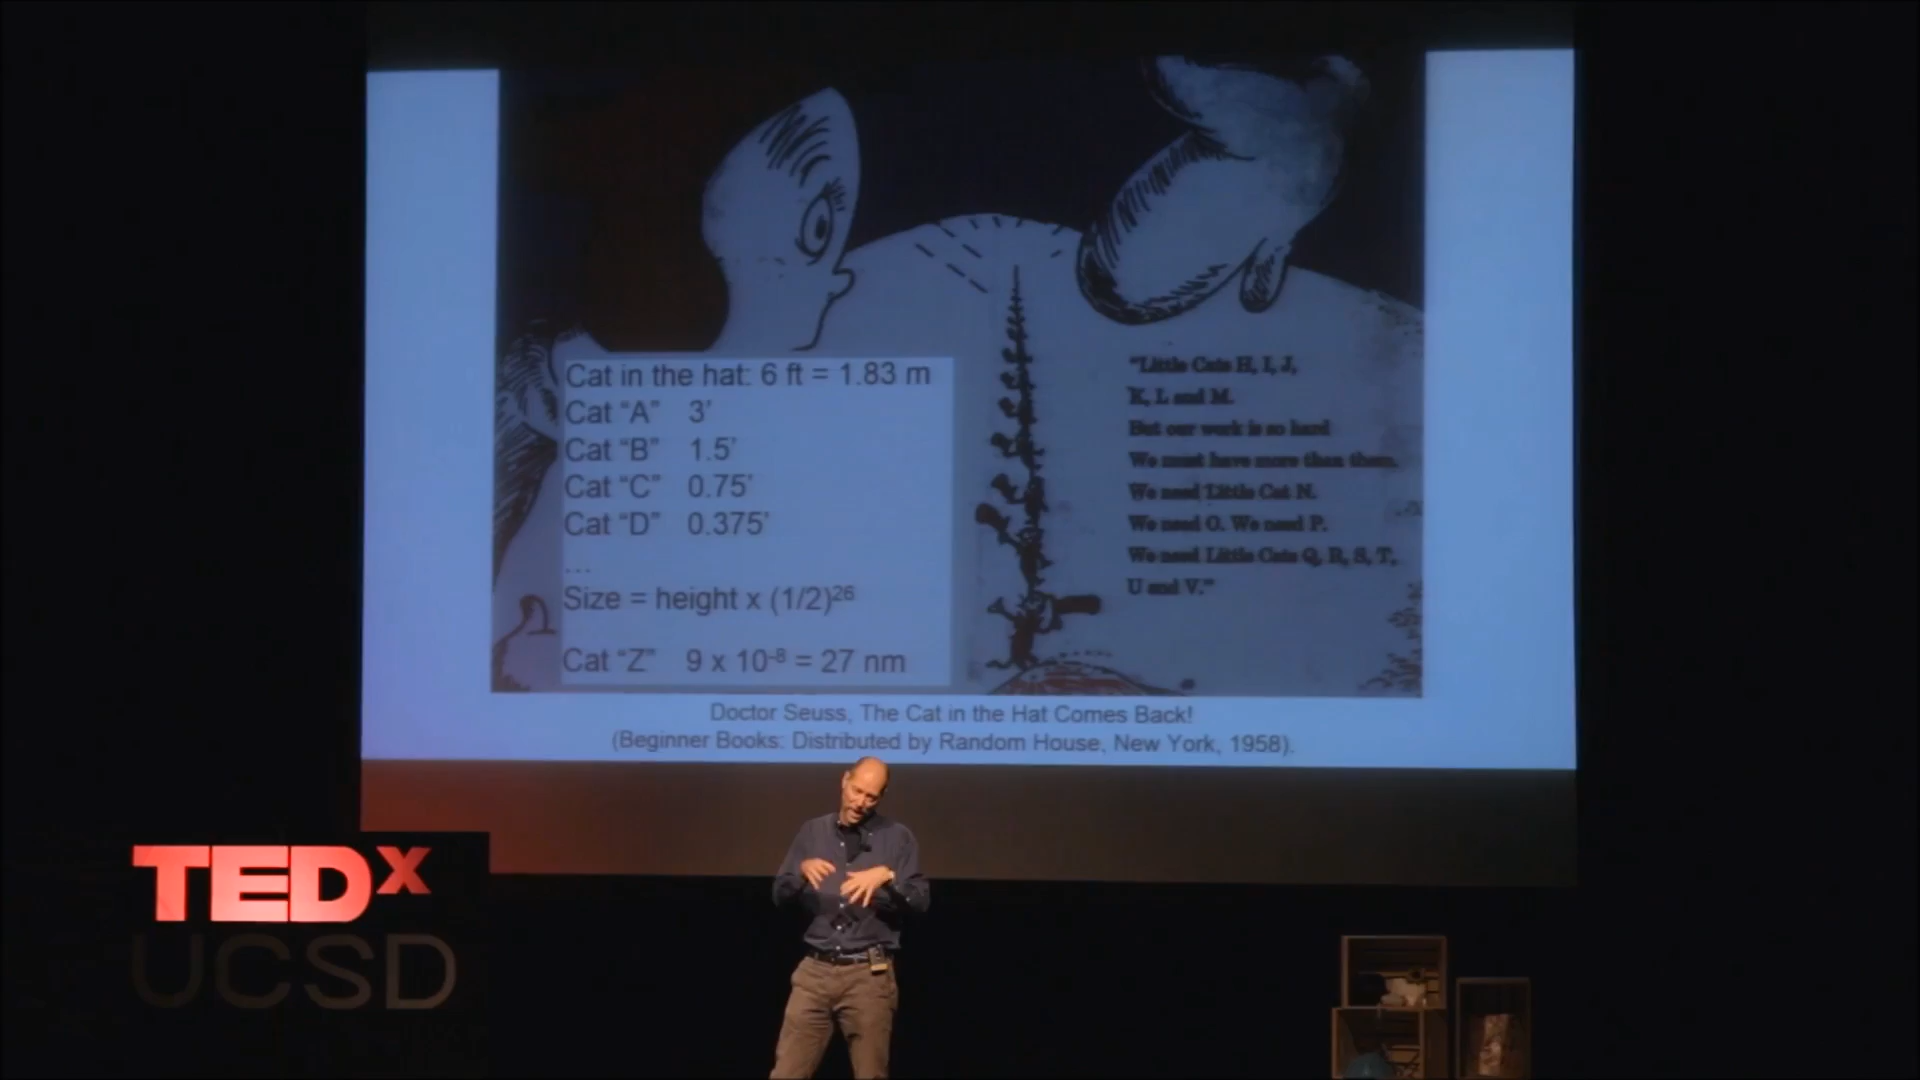 Cat in the hat: 6 ft = 1.83 m
Cat “A” 3’
Cat “B” 1.5’
Cat “C” 0.75’
Cat “D” 0.375’
...
Size = height x (1/2)²⁶
Cat “Z” 9 x 10⁻⁸ = 27 nm
“Little Cats H, I, J,
K, L and M.
But our work is so hard
We must have more than them.
We need Little Cat N.
We need O. We need P.
We need Little Cats Q, R, S, T,
U and V.”
Doctor Seuss, The Cat in the Hat Comes Back!
(Beginner Books: Distributed by Random House, New York, 1958).
TEDx
UCSD